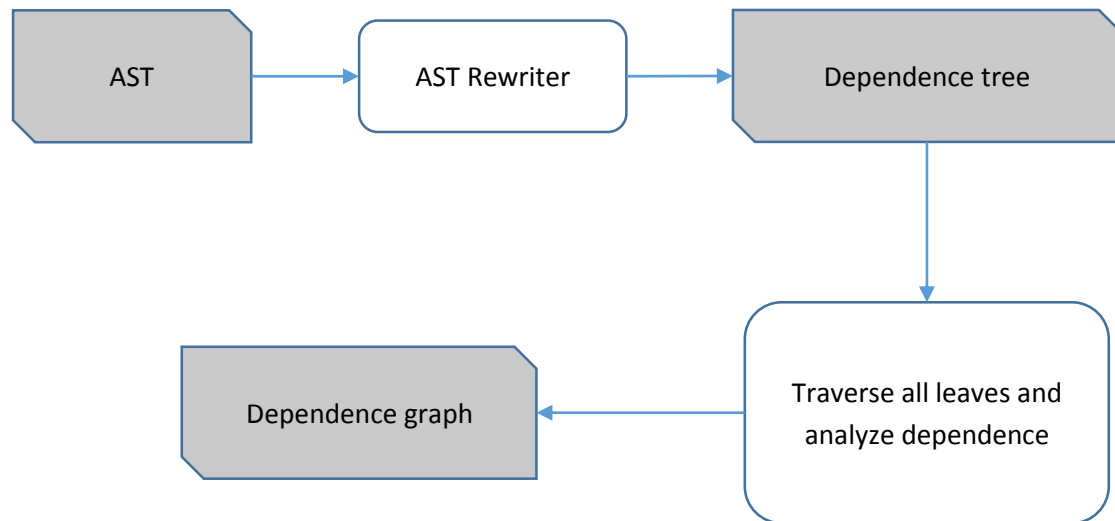 AST
AST Rewriter
Dependence tree
Traverse all leaves and
analyze dependence
Dependence graph